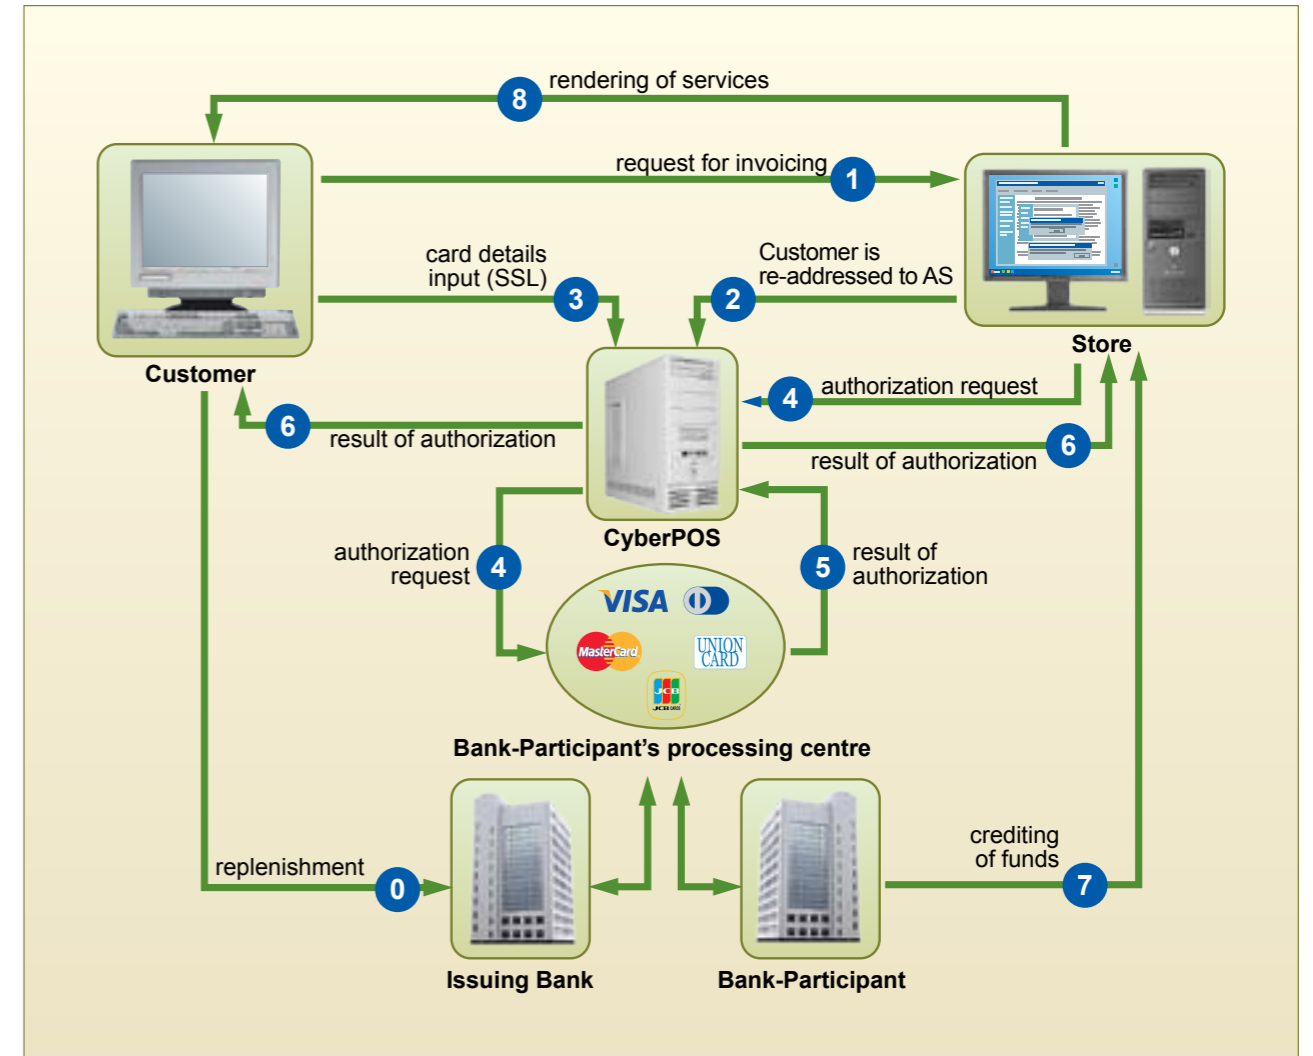 rendering of services
8
request for invoicing
1
card details
input (SSL)
3
Customer is
re-addressed to AS
2
Customer
Store
authorization request
4
6
result of authorization
6
result of authorization
CyberPOS
authorization
request
4
5
result of
authorization
VISA
MasterCard
UNION
CARD
JCB
JCB CARDS
Bank-Participant’s processing centre
replenishment
0
crediting
of funds
7
Issuing Bank
Bank-Participant